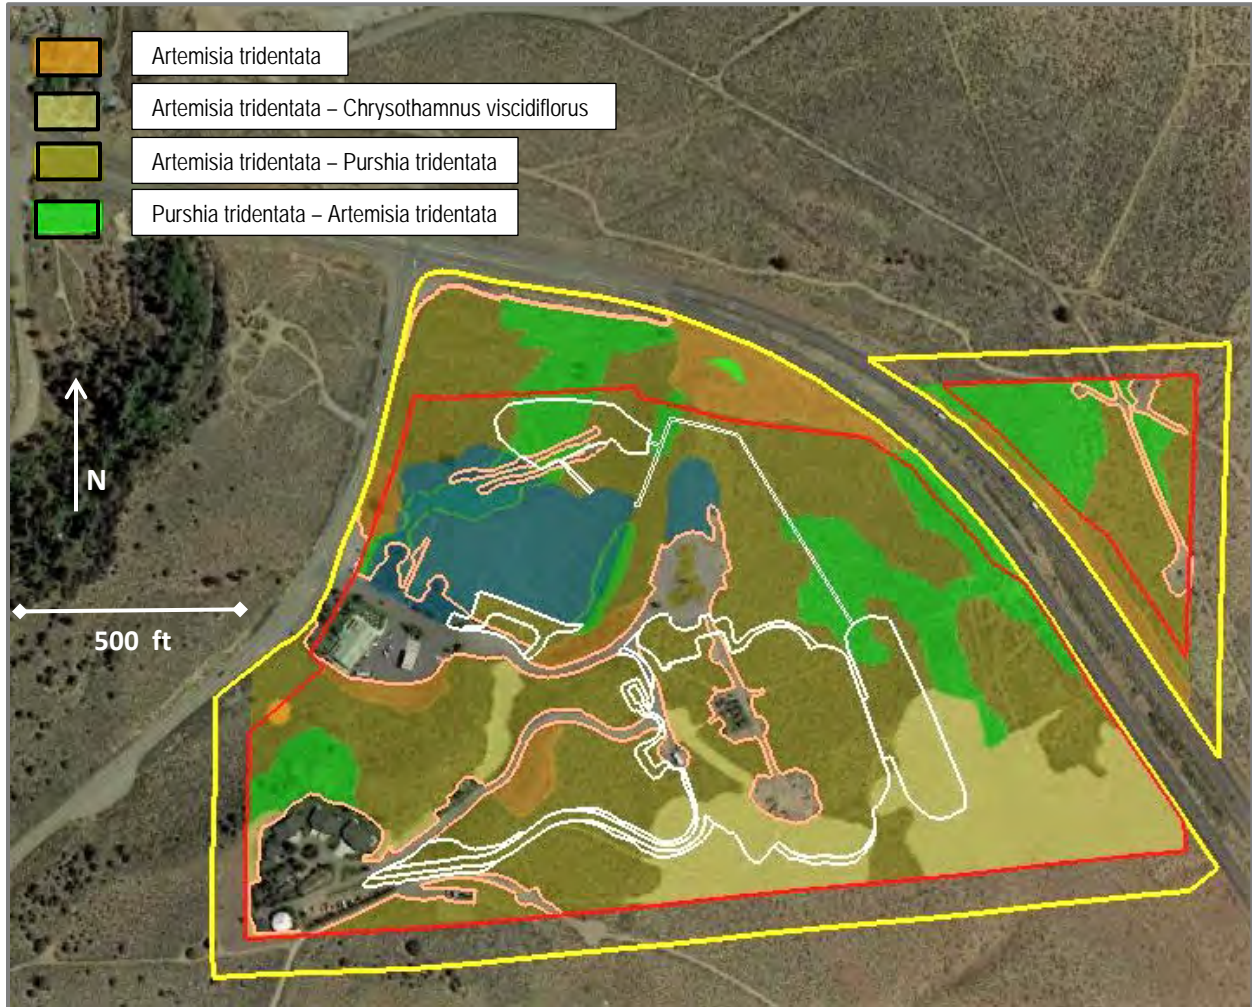 Artemisia tridentata
Artemisia tridentata – Chrysothamnus viscidiflorus
Artemisia tridentata – Purshia tridentata
Purshia tridentata – Artemisia tridentata
N
500 ft